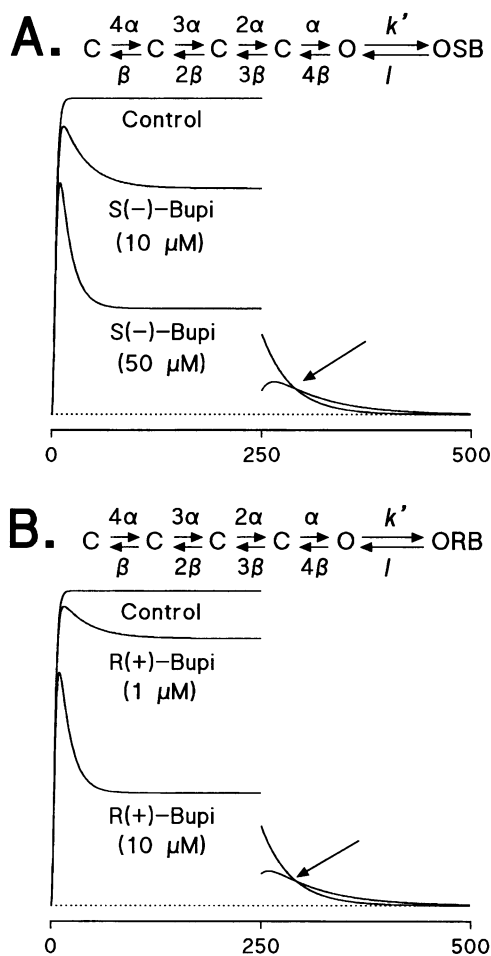 A.
4α 3α 2α α k'
C C C C O OSB
β 2β 3β 4β l
Control
S(−)−Bupi
(10 μM)
S(−)−Bupi
(50 μM)
0 250 500
B.
4α 3α 2α α k'
C C C C O ORB
β 2β 3β 4β l
Control
R(+)−Bupi
(1 μM)
R(+)−Bupi
(10 μM)
0 250 500